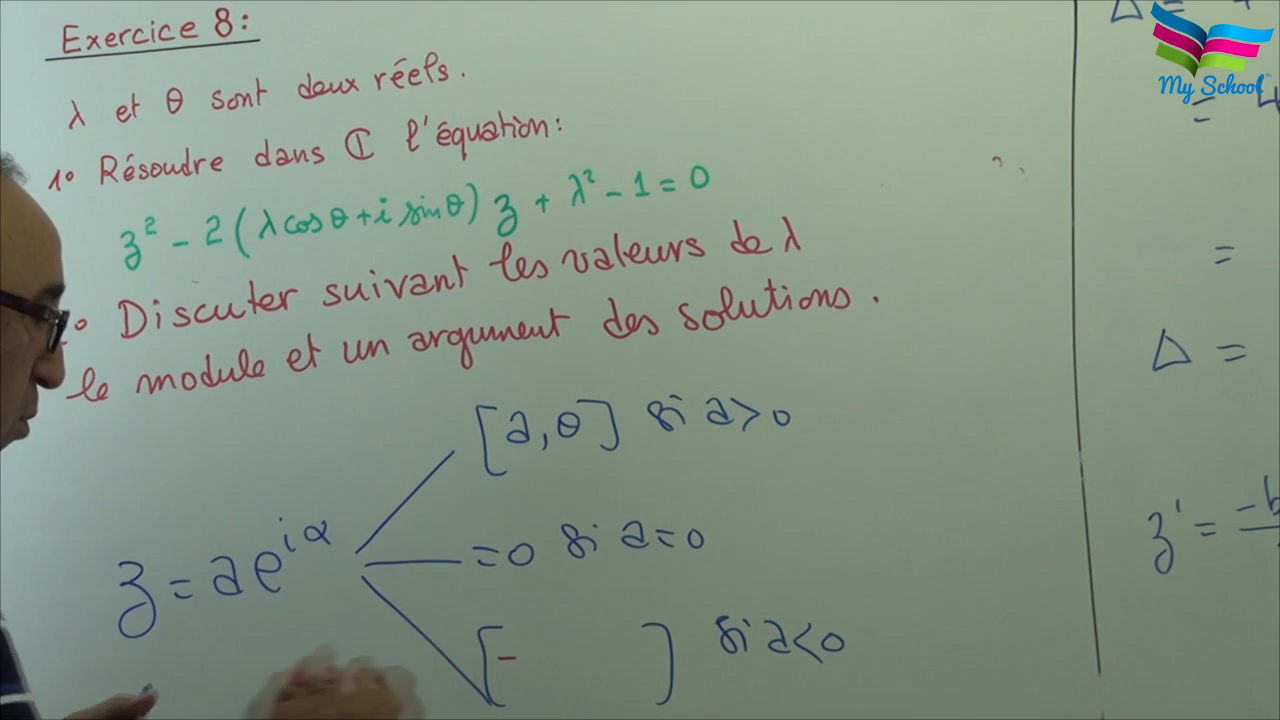 Exercice 8:
λ et θ sont deux réels.
1° Résoudre dans ℂ l'équation:
z² - 2(λcosθ + i sinθ) z + λ² - 1 = 0
° Discuter suivant les valeurs de λ
le module et un argument des solutions.
[a, θ] si a > 0
z = a e^{iα}
= 0 si a = 0
[- ] si a < 0
Δ =
=
=
Δ =
z' = -b
My School